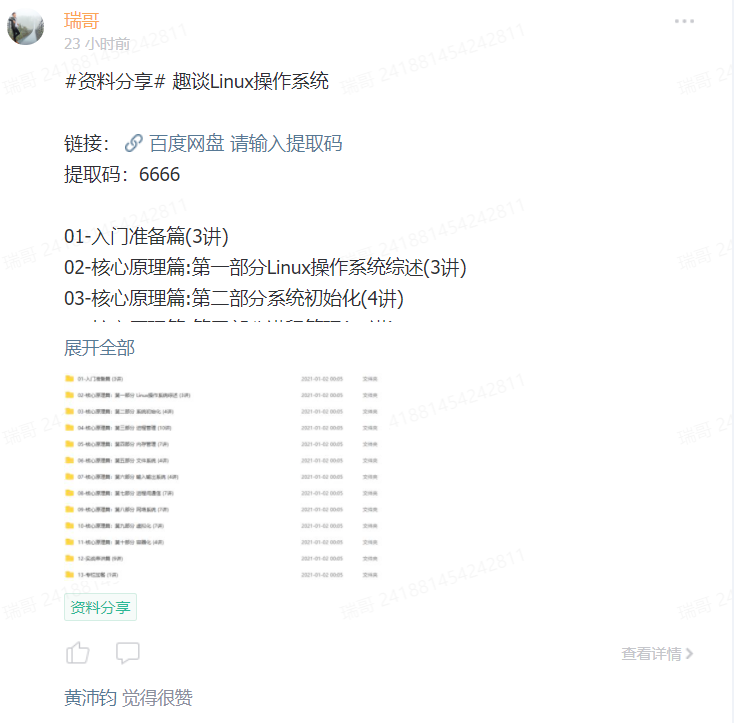 瑞哥
23 小时前
#资料分享# 趣谈Linux操作系统
链接： 百度网盘 请输入提取码
提取码：6666
01-入门准备篇(3讲)
02-核心原理篇:第一部分Linux操作系统综述(3讲)
03-核心原理篇:第二部分系统初始化(4讲)
展开全部
01-入门准备篇 (3讲) 2021-01-02 00:05 文件夹
02-核心原理篇：第一部分 Linux操作系统综述 (3讲) 2021-01-02 00:05 文件夹
03-核心原理篇：第二部分 系统初始化 (4讲) 2021-01-02 00:05 文件夹
04-核心原理篇：第三部分 进程管理 (10讲) 2021-01-02 00:05 文件夹
05-核心原理篇：第四部分 内存管理 (7讲) 2021-01-02 00:05 文件夹
06-核心原理篇：第五部分 文件系统 (4讲) 2021-01-02 00:05 文件夹
07-核心原理篇：第六部分 输入输出系统 (4讲) 2021-01-02 00:05 文件夹
08-核心原理篇：第七部分 进程间通信 (7讲) 2021-01-02 00:05 文件夹
09-核心原理篇：第八部分 网络系统 (7讲) 2021-01-02 00:05 文件夹
10-核心原理篇：第九部分 虚拟化 (7讲) 2021-01-02 00:05 文件夹
11-核心原理篇：第十部分 容器化 (4讲) 2021-01-02 00:05 文件夹
12-实战串讲篇 2021-01-02 00:05 文件夹
13-专栏加餐 2021-01-02 00:05 文件夹
资料分享
查看详情
黄沛钧 觉得很赞
瑞哥 241881454242811